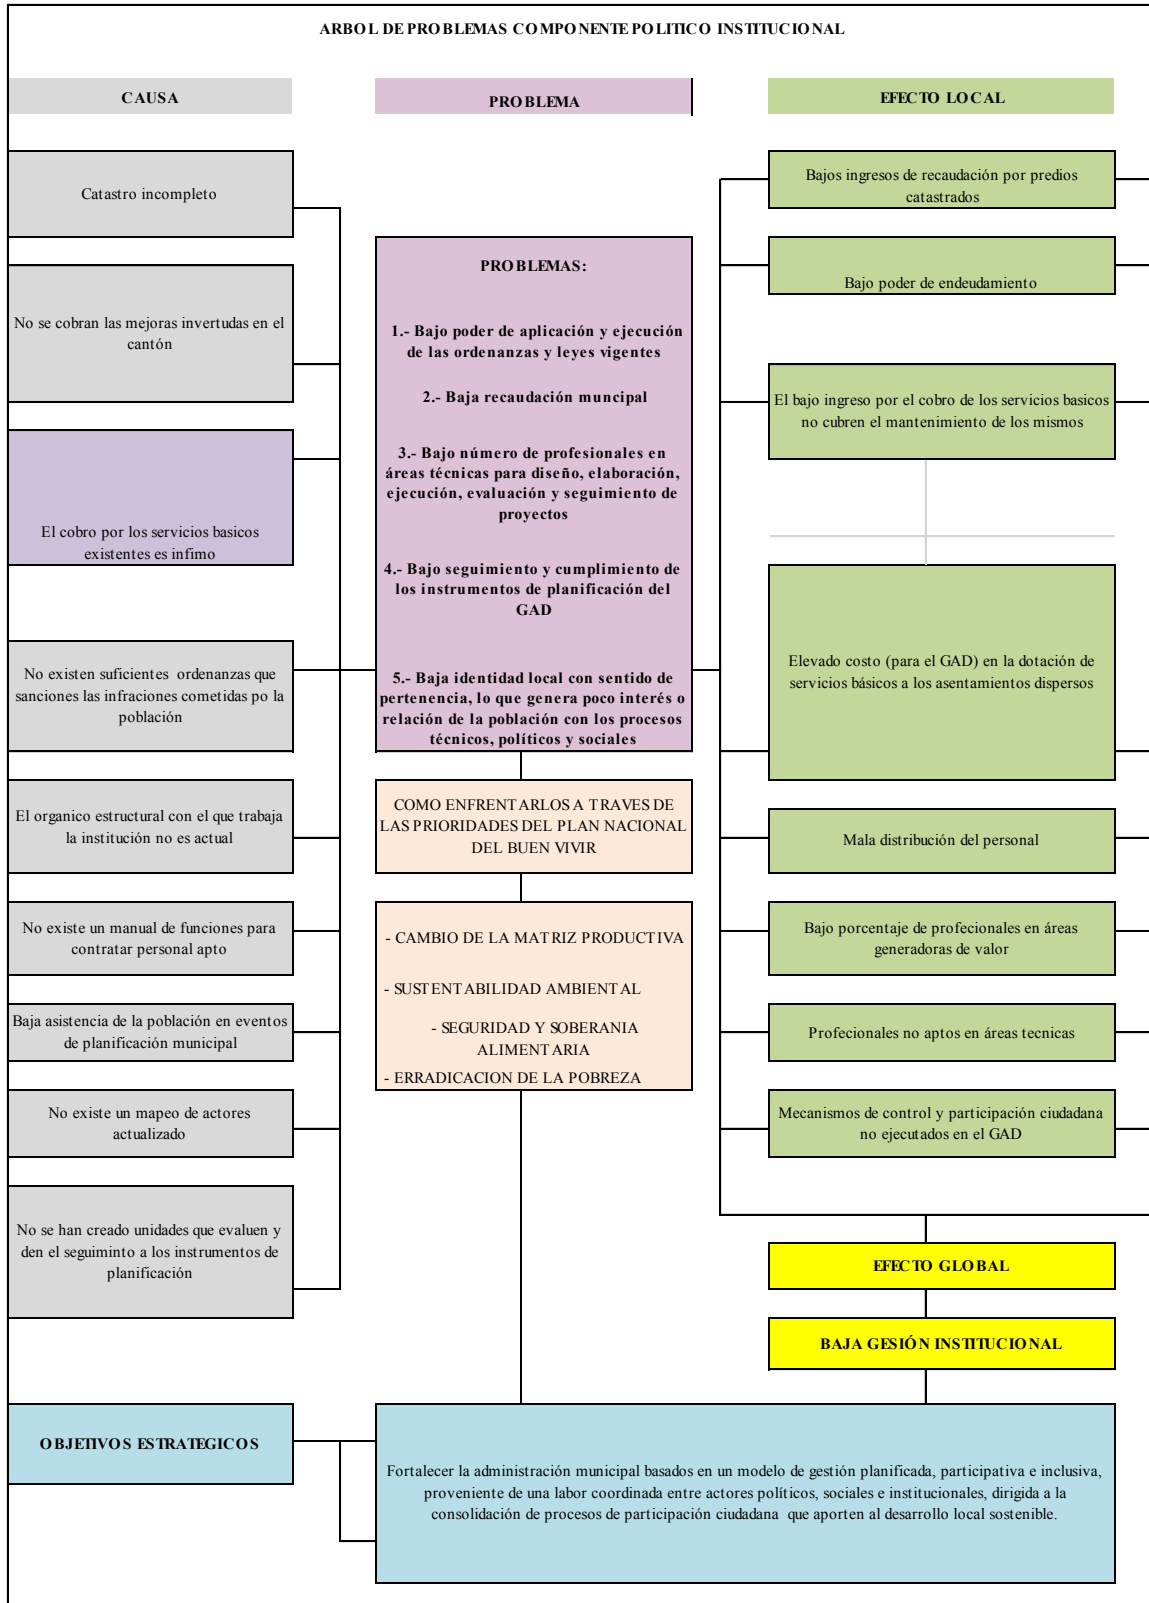 ARBOL DE PROBLEMAS COMPONENTE POLITICO INSTITUCIONAL
CAUSA
PROBLEMA
EFECTO LOCAL
Catastro incompleto
No se cobran las mejoras invertudas en el
cantón
El cobro por los servicios basicos
existentes es infimo
No existen suficientes ordenanzas que
sanciones las infraciones cometidas po la
población
El organico estructural con el que trabaja
la institución no es actual
No existe un manual de funciones para
contratar personal apto
Baja asistencia de la población en eventos
de planificación municipal
No existe un mapeo de actores
actualizado
No se han creado unidades que evaluen y
den el seguiminto a los instrumentos de
planificación
PROBLEMAS:
1.- Bajo poder de aplicación y ejecución
de las ordenanzas y leyes vigentes
2.- Baja recaudación muncipal
3.- Bajo número de profesionales en
áreas técnicas para diseño, elaboración,
ejecución, evaluación y seguimiento de
proyectos
4.- Bajo seguimiento y cumplimiento de
los instrumentos de planificación del
GAD
5.- Baja identidad local con sentido de
pertenencia, lo que genera poco interés o
relación de la población con los procesos
técnicos, políticos y sociales
COMO ENFRENTARLOS A TRAVES DE
LAS PRIORIDADES DEL PLAN NACIONAL
DEL BUEN VIVIR
- CAMBIO DE LA MATRIZ PRODUCTIVA
- SUSTENTABILIDAD AMBIENTAL
- SEGURIDAD Y SOBERANIA
ALIMENTARIA
- ERRADICACION DE LA POBREZA
Bajos ingresos de recaudación por predios
catastrados
Bajo poder de endeudamiento
El bajo ingreso por el cobro de los servicios basicos
no cubren el mantenimiento de los mismos
Elevado costo (para el GAD) en la dotación de
servicios básicos a los asentamientos dispersos
Mala distribución del personal
Bajo porcentaje de profecionales en áreas
generadoras de valor
Profecionales no aptos en áreas tecnicas
Mecanismos de control y participación ciudadana
no ejecutados en el GAD
EFECTO GLOBAL
BAJA GESIÓN INSTITUCIONAL
OBJETIVOS ESTRATEGICOS
Fortalecer la administración municipal basados en un modelo de gestión planificada, participativa e inclusiva,
proveniente de una labor coordinada entre actores políticos, sociales e institucionales, dirigida a la
consolidación de procesos de participación ciudadana que aporten al desarrollo local sostenible.